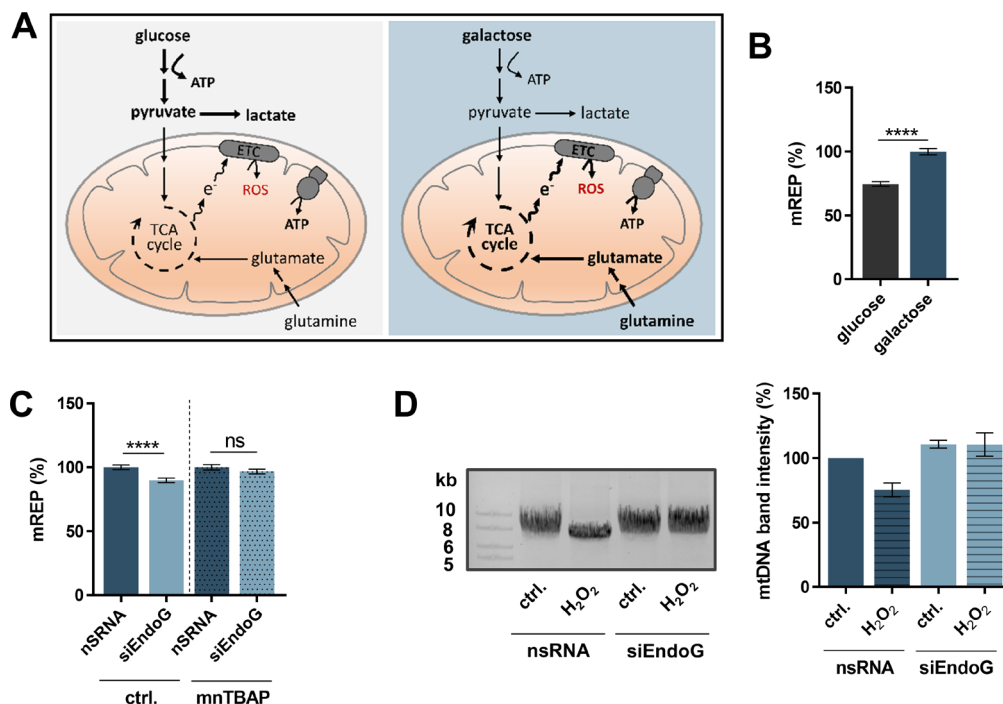 A
glucose
ATP
pyruvate
lactate
ETC
e-
ROS
ATP
TCA
cycle
glutamate
glutamine
galactose
ATP
pyruvate
lactate
ETC
e-
ROS
ATP
TCA
cycle
glutamate
glutamine
B
mREP (%)
150
100
50
0
****
glucose
galactose
C
mREP (%)
150
100
50
0
****
ns
nSRNA
siEndoG
nSRNA
siEndoG
ctrl.
mnTBAP
D
kb
10
8
6
5
ctrl.
H2O2
ctrl.
H2O2
nsRNA
siEndoG
mtDNA band intensity (%)
150
100
50
0
ctrl.
H2O2
ctrl.
H2O2
nsRNA
siEndoG